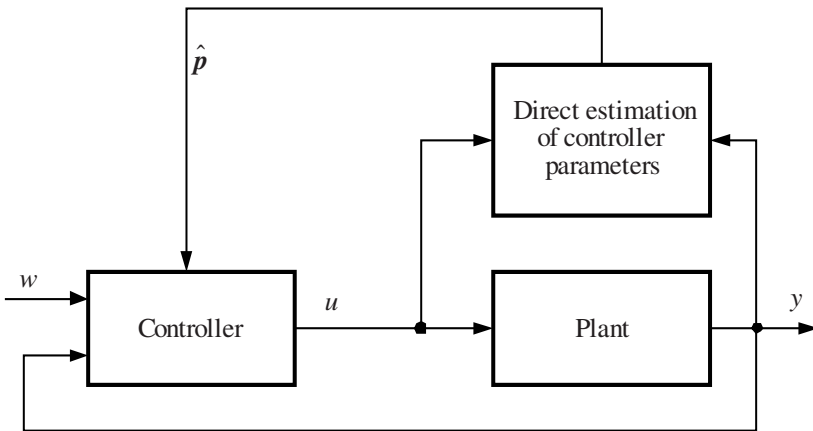 p̂
Direct estimation
of controller
parameters
w
Controller
u
Plant
y